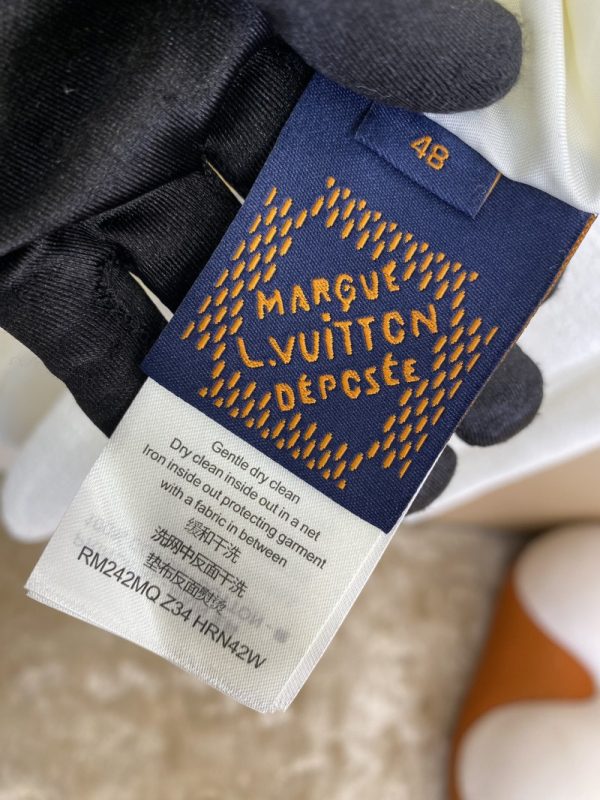 48
MARQUE
L.VUITTON
DÉPOSÉE
Gentle dry clean
Dry clean inside out in a net
Iron inside out protecting garment
with a fabric in between
缓和干洗
洗网中反面干洗
垫布反面熨烫
RM242MQ Z34 HRN42W